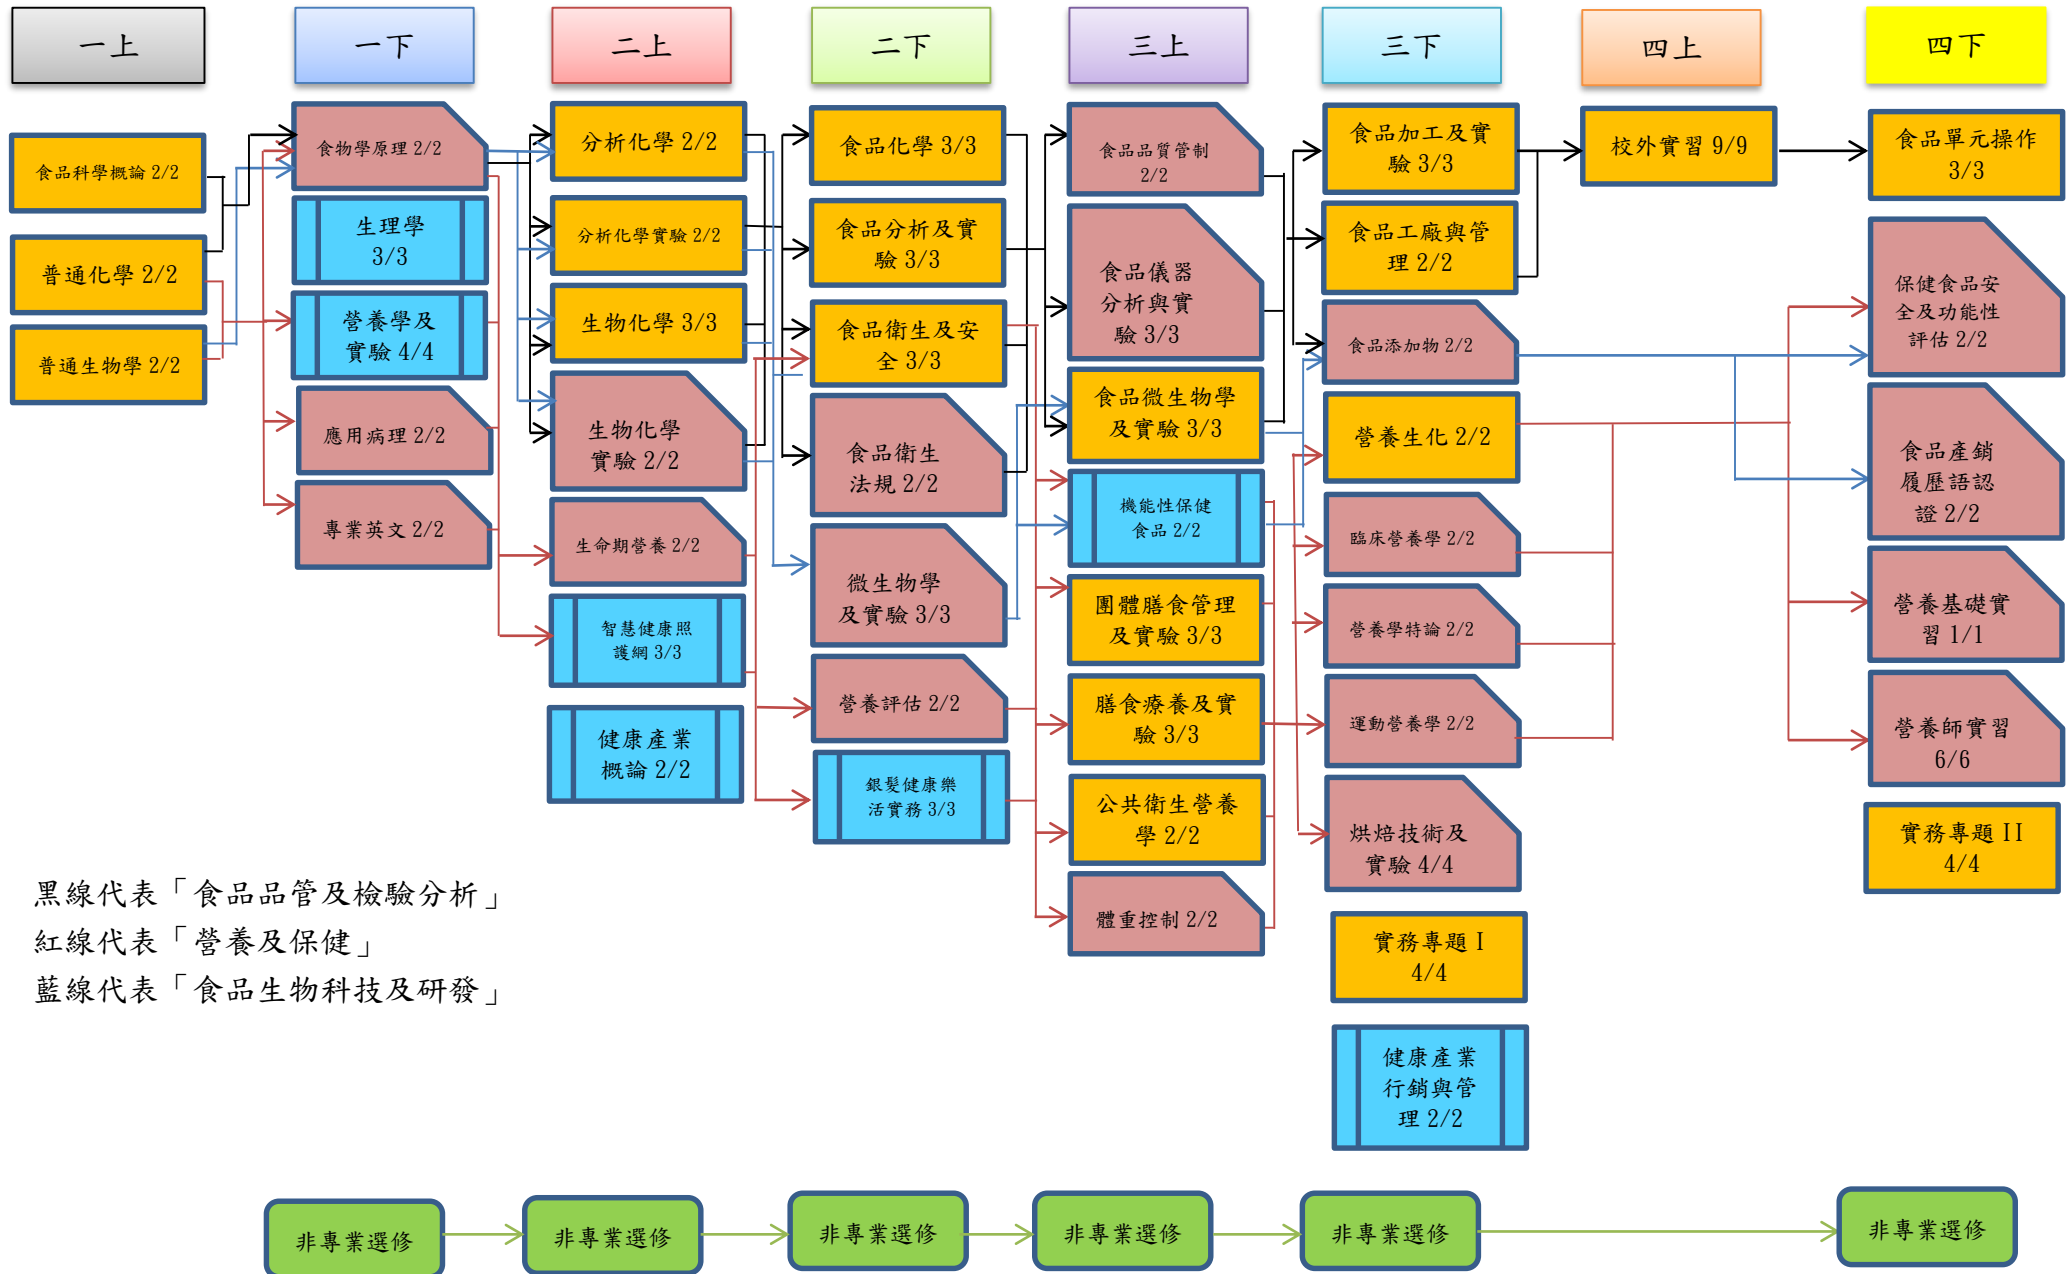 一上
一下
二上
二下
三上
三下
四上
四下
食品科學概論 2/2
普通化學 2/2
普通生物學 2/2
食物學原理 2/2
生理學
3/3
營養學及
實驗 4/4
應用病理 2/2
專業英文 2/2
分析化學 2/2
分析化學實驗 2/2
生物化學 3/3
生物化學
實驗 2/2
生命期營養 2/2
智慧健康照
護網 3/3
健康產業
概論 2/2
食品化學 3/3
食品分析及實
驗 3/3
食品衛生及安
全 3/3
食品衛生
法規 2/2
微生物學
及實驗 3/3
營養評估 2/2
銀髮健康樂
活實務 3/3
食品品質管制
2/2
食品儀器
分析與實
驗 3/3
食品微生物學
及實驗 3/3
機能性保健
食品 2/2
團體膳食管理
及實驗 3/3
膳食療養及實
驗 3/3
公共衛生營養
學 2/2
體重控制 2/2
食品加工及實
驗 3/3
食品工廠與管
理 2/2
食品添加物 2/2
營養生化 2/2
臨床營養學 2/2
營養學特論 2/2
運動營養學 2/2
烘焙技術及
實驗 4/4
實務專題 I
4/4
健康產業
行銷與管
理 2/2
校外實習 9/9
食品單元操作
3/3
保健食品安
全及功能性
評估 2/2
食品產銷
履歷語認
證 2/2
營養基礎實
習 1/1
營養師實習
6/6
實務專題 II
4/4
黑線代表「食品品管及檢驗分析」
紅線代表「營養及保健」
藍線代表「食品生物科技及研發」
非專業選修
非專業選修
非專業選修
非專業選修
非專業選修
非專業選修